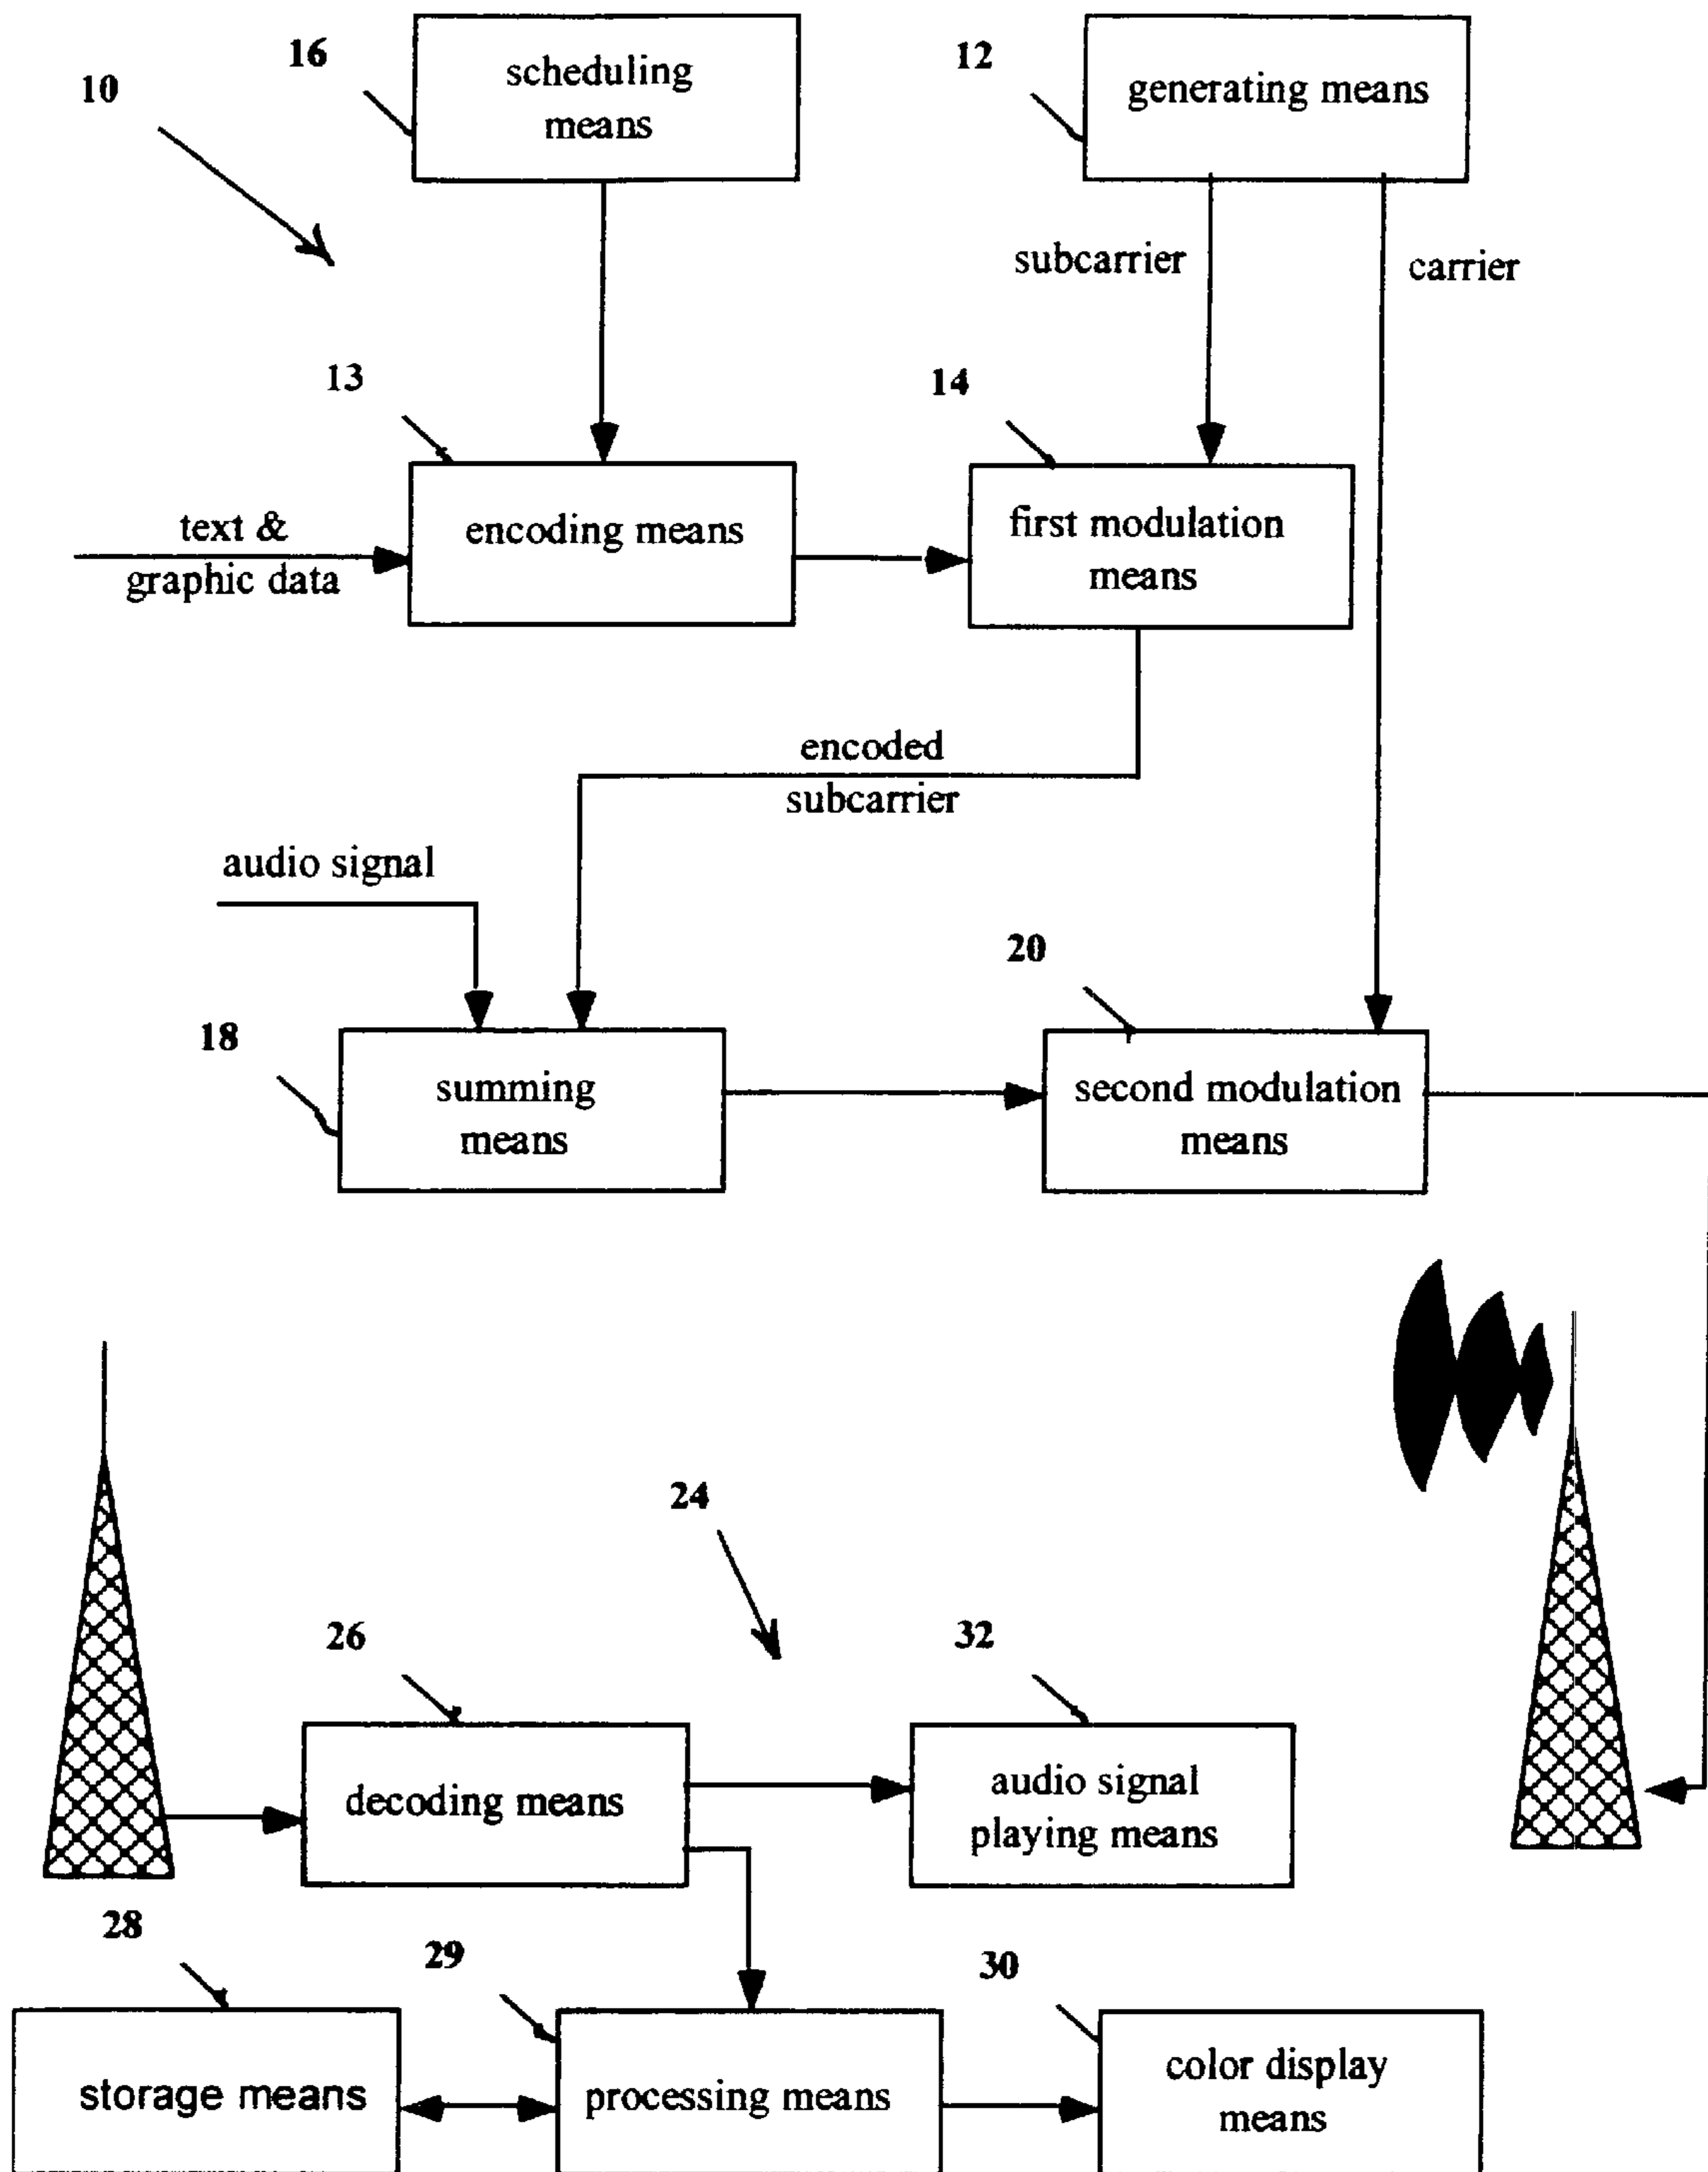 16
scheduling
means
12
generating means
10
subcarrier
carrier
13
14
text &
graphic data
encoding means
first modulation
means
encoded
subcarrier
audio signal
20
18
summing
means
second modulation
means
24
26
32
decoding means
audio signal
playing means
28
29
30
storage means
processing means
color display
means